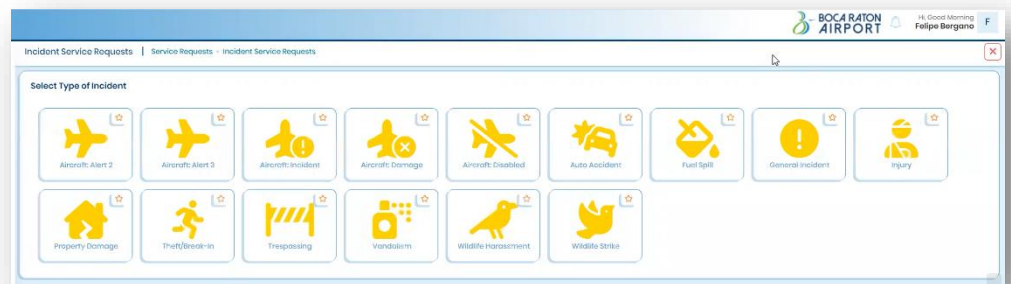 BOCA RATON
AIRPORT
Hi, Good Morning
Felipe Bergano
F
Incident Service Requests | Service Requests - Incident Service Requests
Select Type of Incident
Aircraft: Alert 2
Aircraft: Alert 3
Aircraft: Incident
Aircraft: Damage
Aircraft: Disabled
Auto Accident
Fuel Spill
General Incident
Injury
Property Damage
Theft/Break-In
Trespassing
Vandalism
Wildlife Harassment
Wildlife Strike